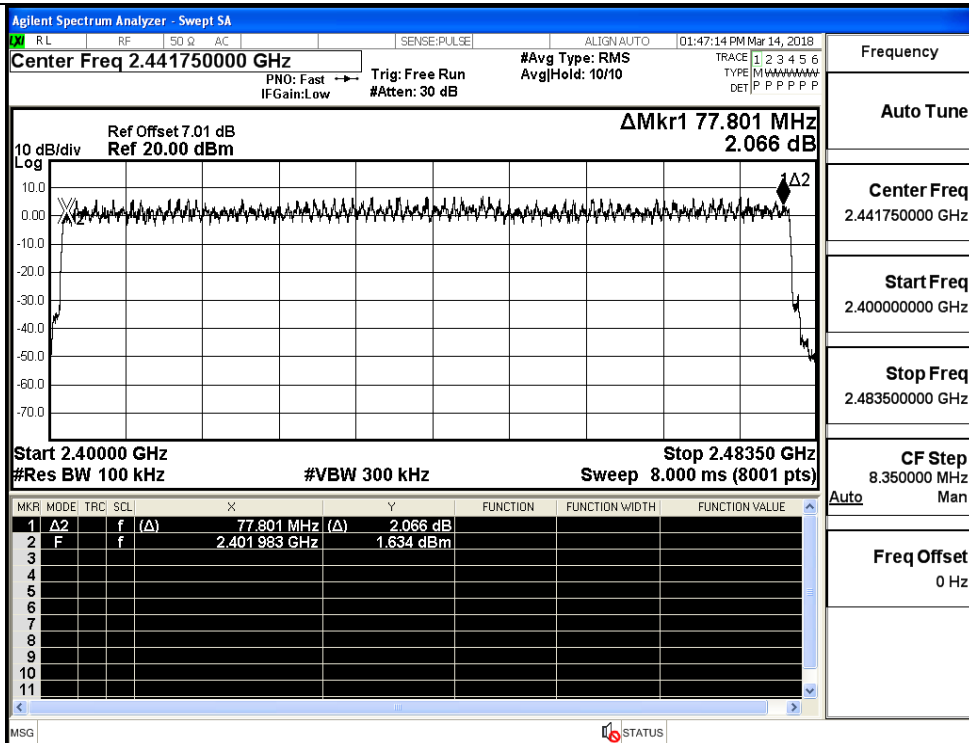 Agilent Spectrum Analyzer - Swept SA
LXI RL RF 50 Ω AC SENSE:PULSE ALIGN AUTO 01:47:14 PM Mar 14, 2018
Center Freq 2.441750000 GHz
PNO: Fast
IFGain:Low
Trig: Free Run
#Atten: 30 dB
#Avg Type: RMS
Avg|Hold: 10/10
TRACE 1 2 3 4 5 6
TYPE M WWWWW
DET P P P P P P
Ref Offset 7.01 dB
10 dB/div Ref 20.00 dBm
Log
ΔMkr1 77.801 MHz
2.066 dB
10.0
0.00
-10.0
-20.0
-30.0
-40.0
-50.0
-60.0
-70.0
2
1Δ2
Start 2.40000 GHz Stop 2.48350 GHz
#Res BW 100 kHz #VBW 300 kHz Sweep 8.000 ms (8001 pts)
MKR MODE TRC SCL X Y FUNCTION FUNCTION WIDTH FUNCTION VALUE
1 Δ2 f (Δ) 77.801 MHz (Δ) 2.066 dB
2 F f 2.401 983 GHz 1.634 dBm
3
4
5
6
7
8
9
10
11
MSG STATUS
Frequency
Auto Tune
Center Freq
2.441750000 GHz
Start Freq
2.400000000 GHz
Stop Freq
2.483500000 GHz
CF Step
8.350000 MHz
Auto Man
Freq Offset
0 Hz